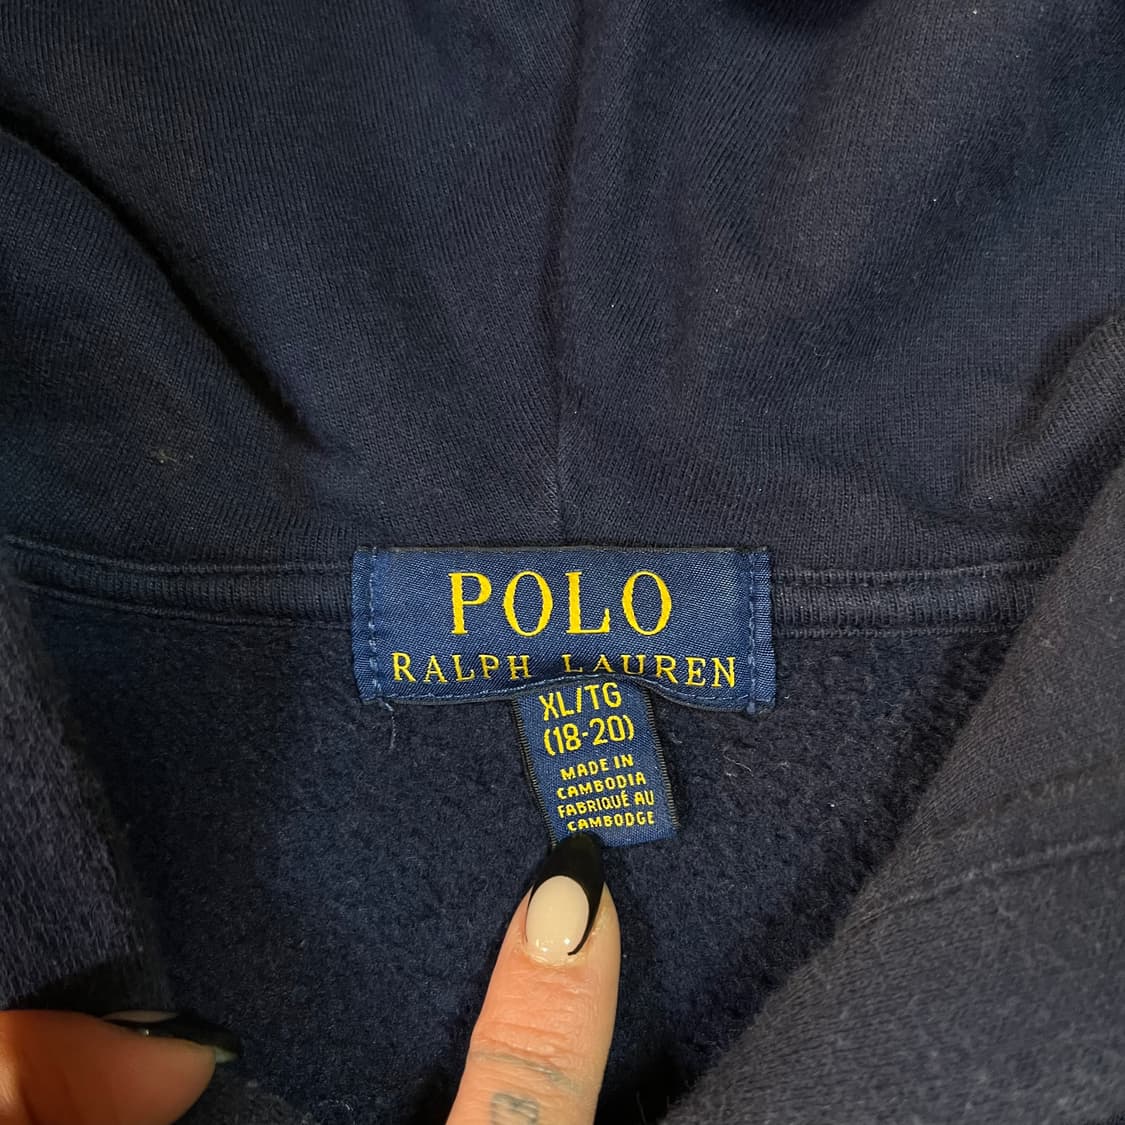 POLO
RALPH LAUREN
XL/TG
(18-20)
MADE IN
CAMBODIA
FABRIQUÉ AU
CAMBODGE